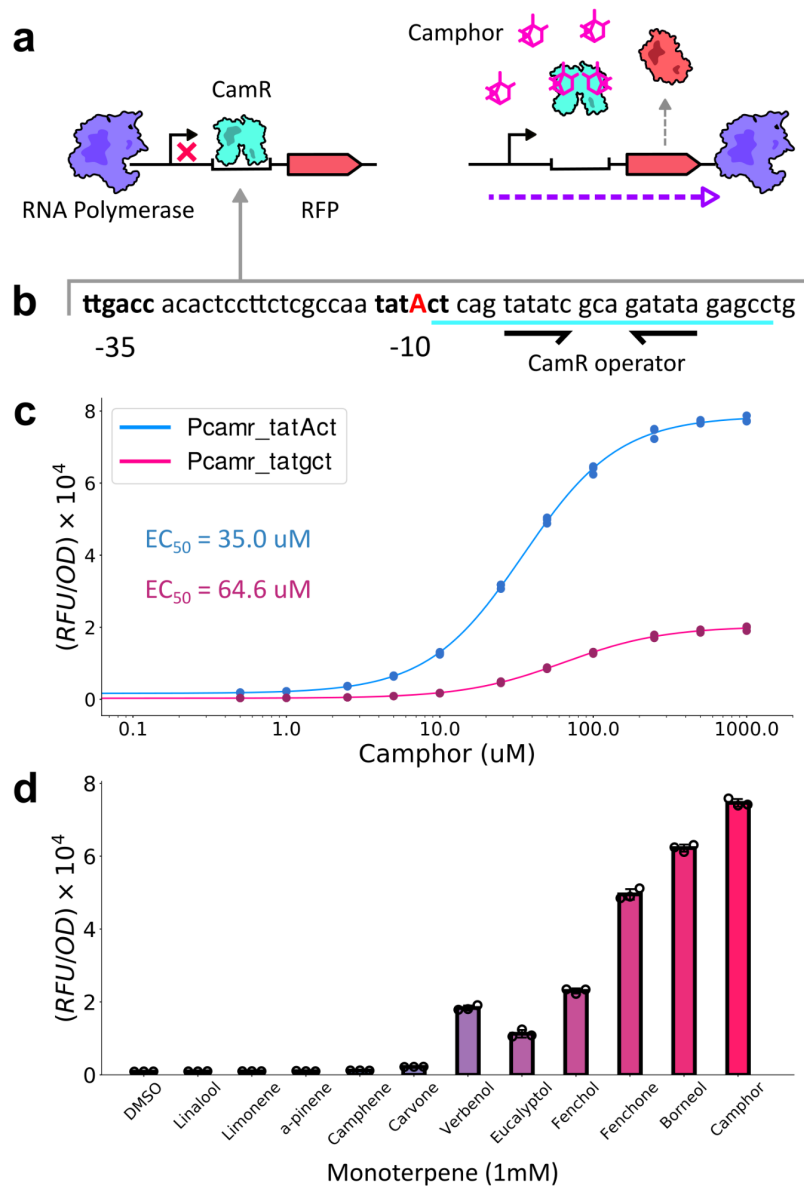 a
Camphor
CamR
RNA Polymerase
RFP
b
ttgacc acactccttctcgccaa tatAct cag tatatc gca gatata gagcctg
-35
-10
CamR operator
c
Pcamr_tatAct
Pcamr_tatgct
EC50 = 35.0 uM
EC50 = 64.6 uM
(RFU/OD) × 10^4
8
6
4
2
0
0.1 1.0 10.0 100.0 1000.0
Camphor (uM)
d
(RFU/OD) × 10^4
8
6
4
2
0
DMSO
Linalool
Limonene
a-pinene
Camphene
Carvone
Verbenol
Eucalyptol
Fenchol
Fenchone
Borneol
Camphor
Monoterpene (1mM)